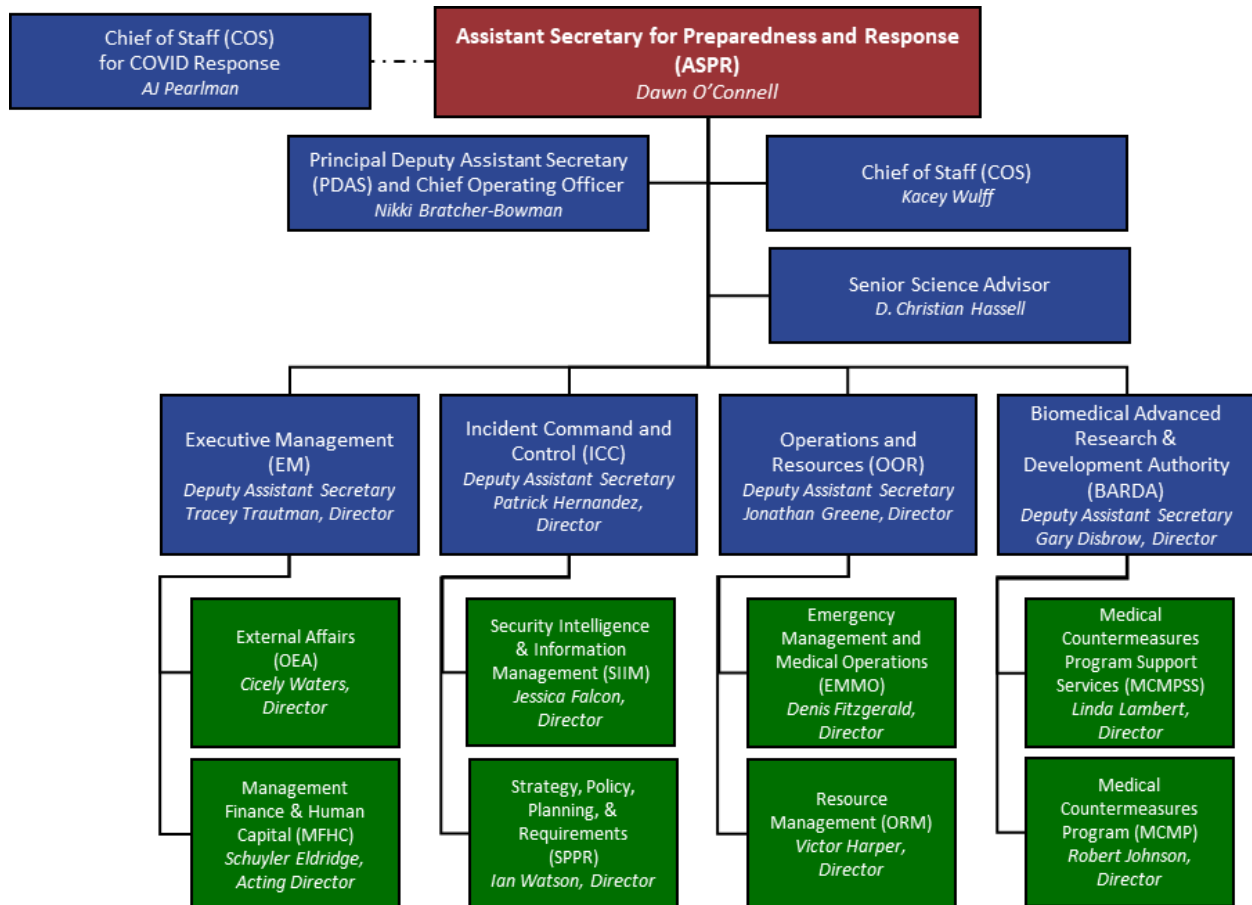 Chief of Staff (COS)
for COVID Response
AJ Pearlman
Assistant Secretary for Preparedness and Response
(ASPR)
Dawn O’Connell
Principal Deputy Assistant Secretary
(PDAS) and Chief Operating Officer
Nikki Bratcher-Bowman
Chief of Staff (COS)
Kacey Wulff
Senior Science Advisor
D. Christian Hassell
Executive Management
(EM)
Deputy Assistant Secretary
Tracey Trautman, Director
Incident Command and
Control (ICC)
Deputy Assistant Secretary
Patrick Hernandez,
Director
Operations and
Resources (OOR)
Deputy Assistant Secretary
Jonathan Greene, Director
Biomedical Advanced
Research &
Development Authority
(BARDA)
Deputy Assistant Secretary
Gary Disbrow, Director
External Affairs
(OEA)
Cicely Waters,
Director
Security Intelligence
& Information
Management (SIIM)
Jessica Falcon,
Director
Emergency
Management and
Medical Operations
(EMMO)
Denis Fitzgerald,
Director
Medical
Countermeasures
Program Support
Services (MCMPSS)
Linda Lambert,
Director
Management
Finance & Human
Capital (MFHC)
Schuyler Eldridge,
Acting Director
Strategy, Policy,
Planning, &
Requirements
(SPPR)
Ian Watson, Director
Resource
Management (ORM)
Victor Harper,
Director
Medical
Countermeasures
Program (MCMP)
Robert Johnson,
Director